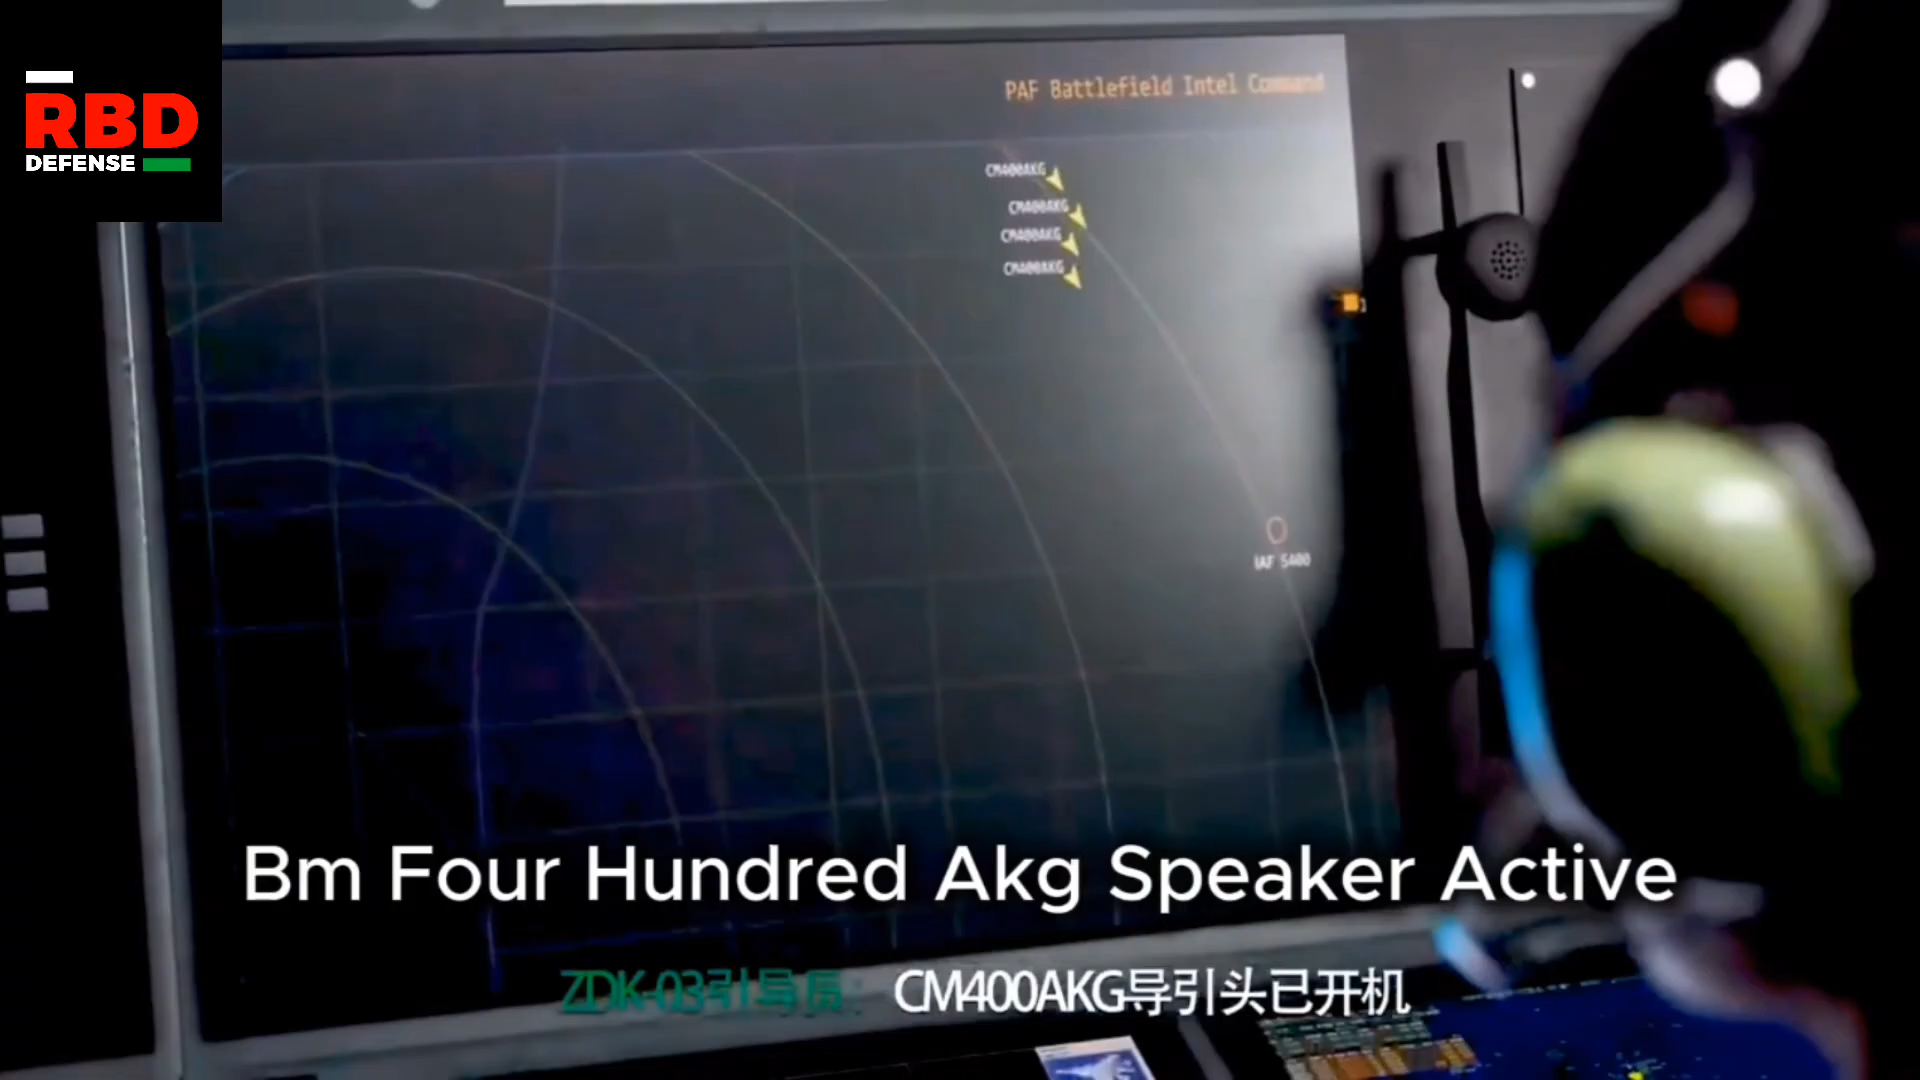 RBD
DEFENSE
PAF Battlefield Intel Command
CM400AKG
CM400AKG
CM400AKG
CM400AKG
IAF S400
Bm Four Hundred Akg Speaker Active
ZDK-03引导员： CM400AKG导引头已开机